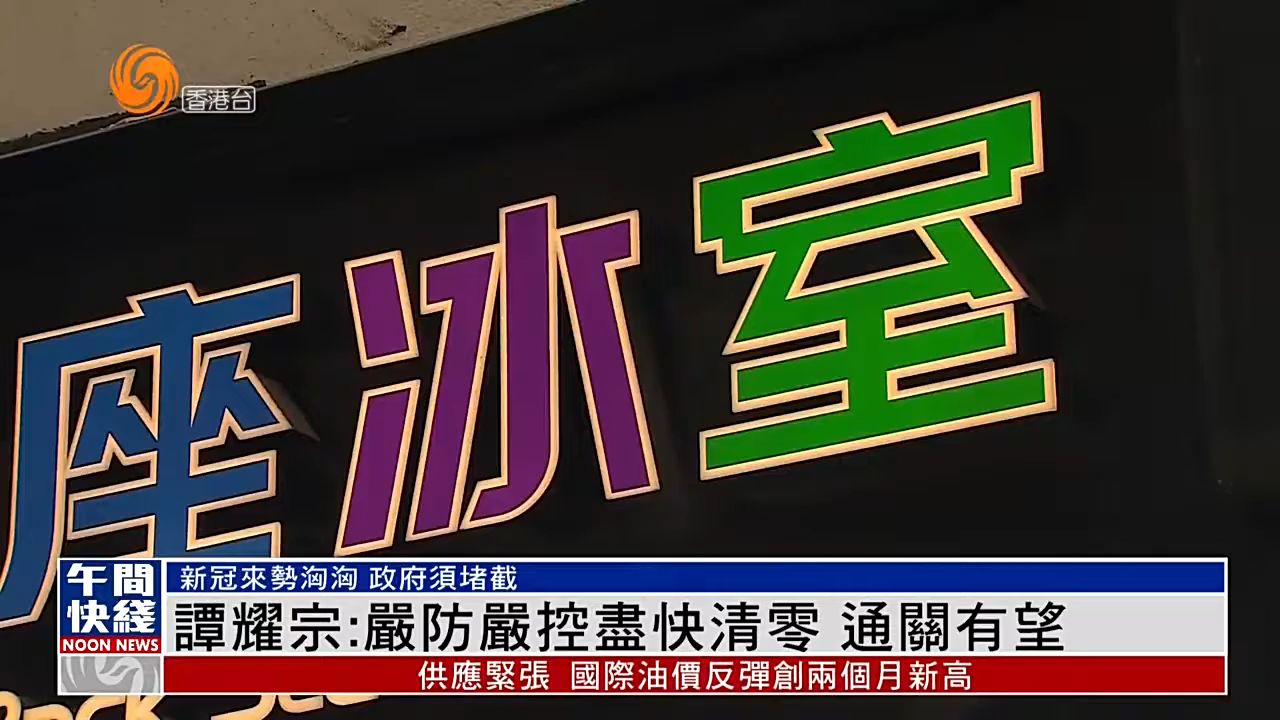 香港台
座冰室
新冠來勢洶洶 政府須堵截
午間
快綫
NOON NEWS
譚耀宗:嚴防嚴控盡快清零 通關有望
供應緊張 國際油價反彈創兩個月新高